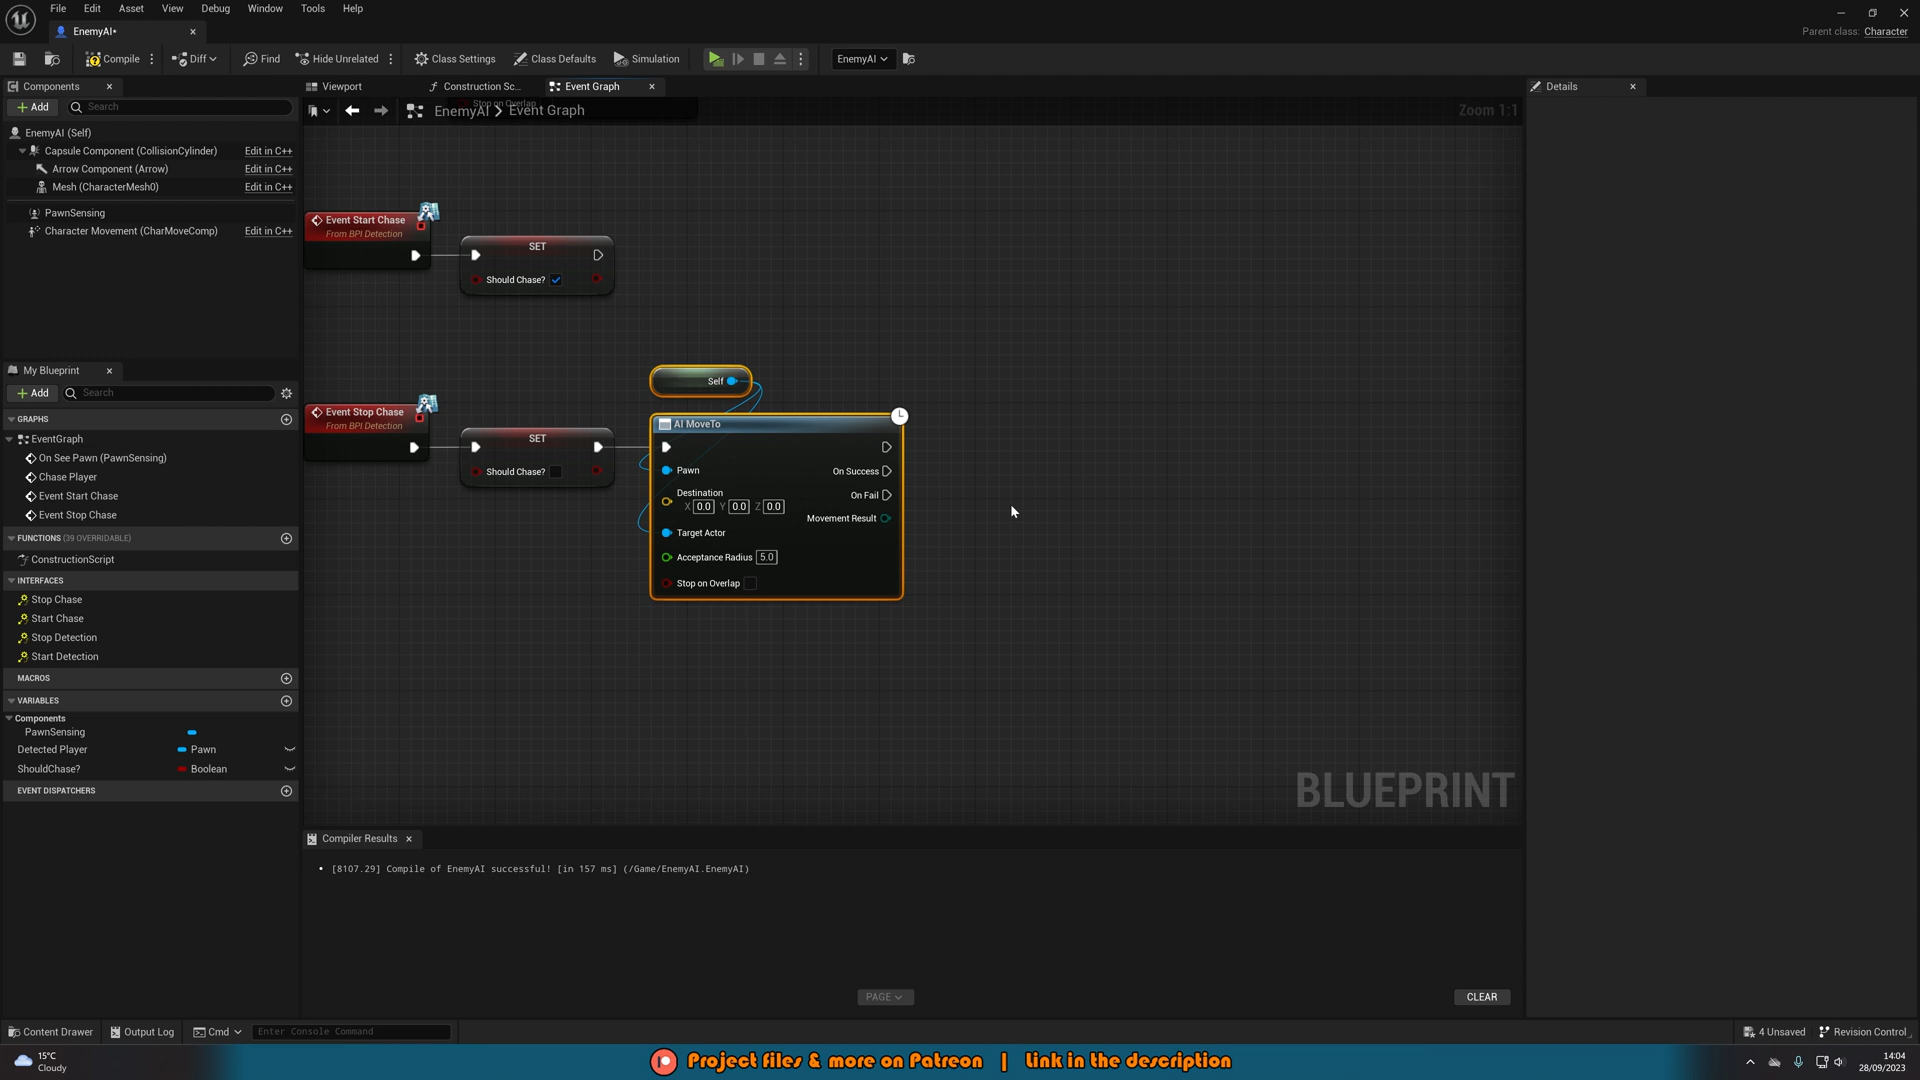 File Edit Asset View Debug Window Tools Help
EnemyAI*
Parent class: Character
Compile Diff Find Hide Unrelated Class Settings Class Defaults Simulation EnemyAI
Components
Viewport Construction Sc... Event Graph
Details
Add Search
Stop on Overlap
EnemyAI > Event Graph
Zoom 1:1
EnemyAI (Self)
Capsule Component (CollisionCylinder) Edit in C++
Arrow Component (Arrow) Edit in C++
Mesh (CharacterMesh0) Edit in C++
PawnSensing
Character Movement (CharMoveComp) Edit in C++
Event Start Chase
From BPI Detection
SET
Should Chase?
Self
Event Stop Chase
From BPI Detection
SET
Should Chase?
AI MoveTo
Pawn
On Success
Destination
X 0.0 Y 0.0 Z 0.0
On Fail
Movement Result
Target Actor
Acceptance Radius 5.0
Stop on Overlap
BLUEPRINT
My Blueprint
Add Search
GRAPHS
EventGraph
On See Pawn (PawnSensing)
Chase Player
Event Start Chase
Event Stop Chase
FUNCTIONS (39 OVERRIDABLE)
ConstructionScript
INTERFACES
Stop Chase
Start Chase
Stop Detection
Start Detection
MACROS
VARIABLES
Components
PawnSensing
Detected Player Pawn
ShouldChase? Boolean
EVENT DISPATCHERS
Compiler Results
[8107.29] Compile of EnemyAI successful! [in 157 ms] (/Game/EnemyAI.EnemyAI)
PAGE
CLEAR
Content Drawer Output Log Cmd Enter Console Command
4 Unsaved Revision Control
15°C
Cloudy
Project files & more on Patreon | Link in the description
14:04
28/09/2023